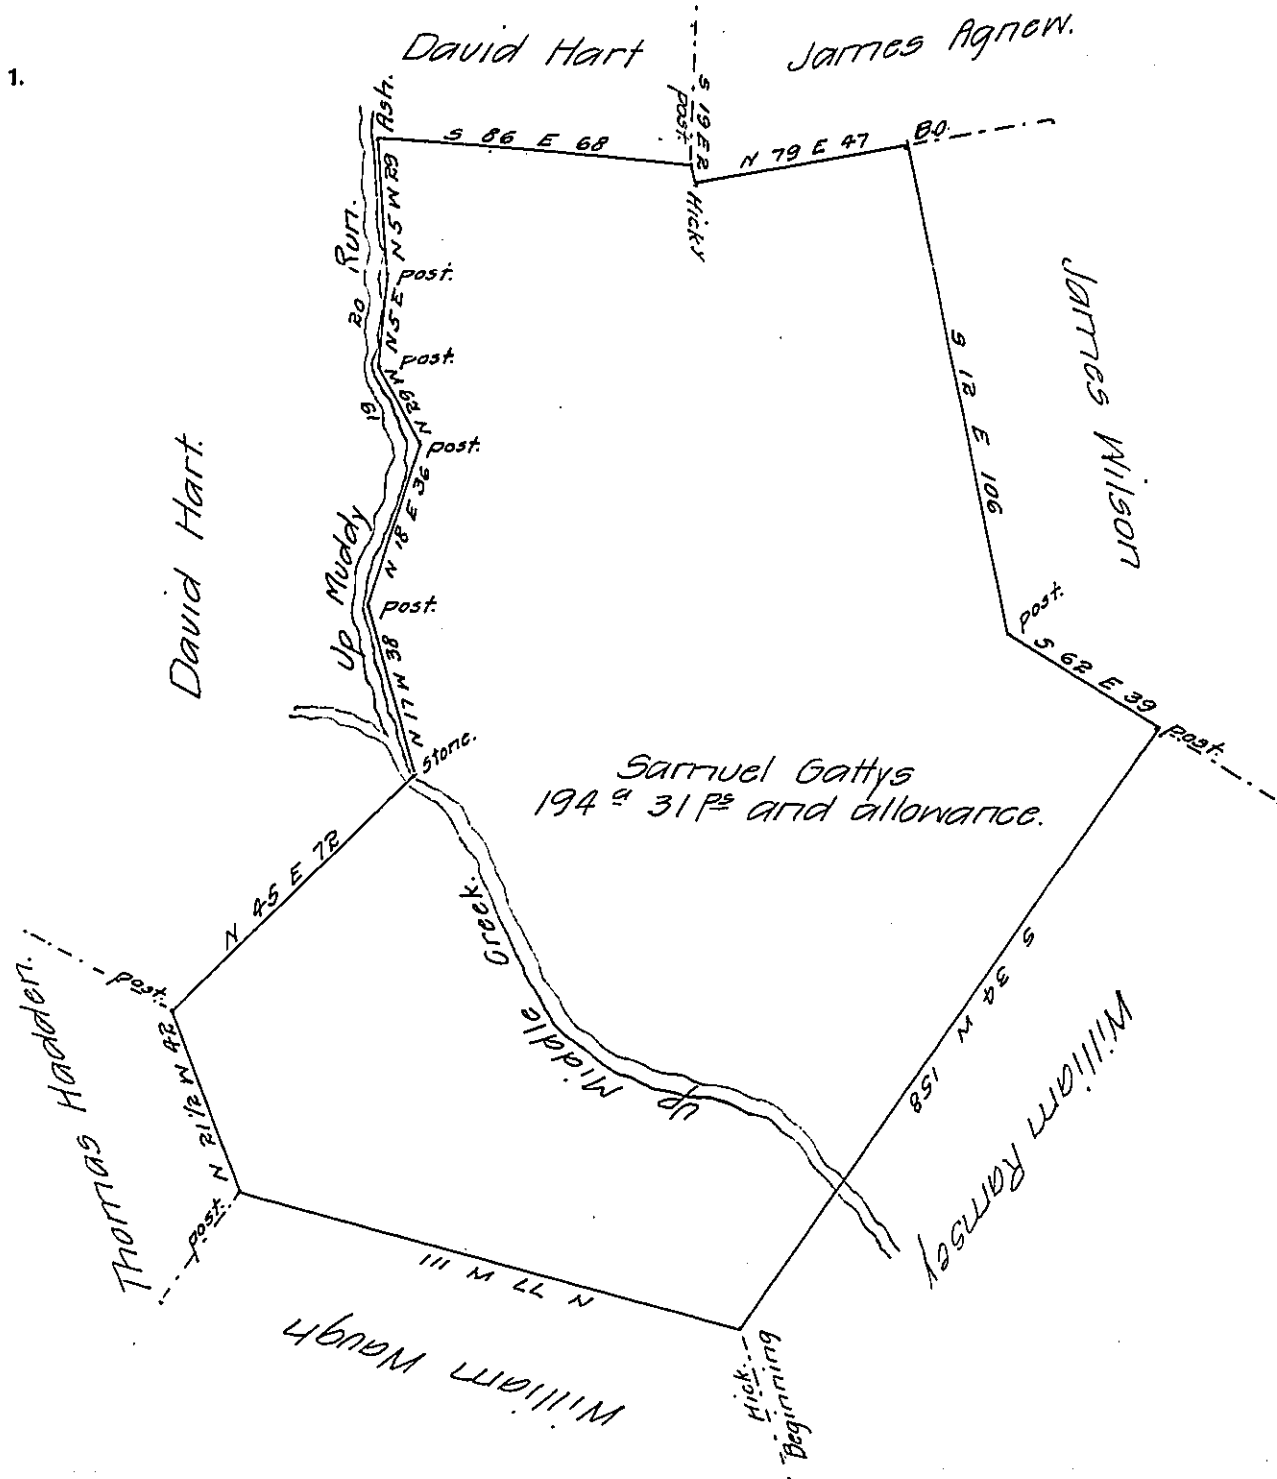 1.
David Hart
James Agnew.
Ash.
S 86 E 68
S 19 E 2
post.
Hicky
N 79 E 47
B.O.
N 5 W 29
Run.
post.
20
N 5 E
post.
N 29 W
19
post.
N 18 E 36
Up Muddy
post.
N 17 W 38
Stone.
David Hart.
S 12 E 106
James Wilson
post.
S 62 E 39
post.
Samuel Gattys
194 a 31 ps and allowance.
N 45 E 72
Creek.
Middle
Up
S 34 W 158
William Ramsey
post.
Thomas Hadden.
N 21 1/2 W 42
post.
N 77 W 111
William Waugh
Hick.
Beginning